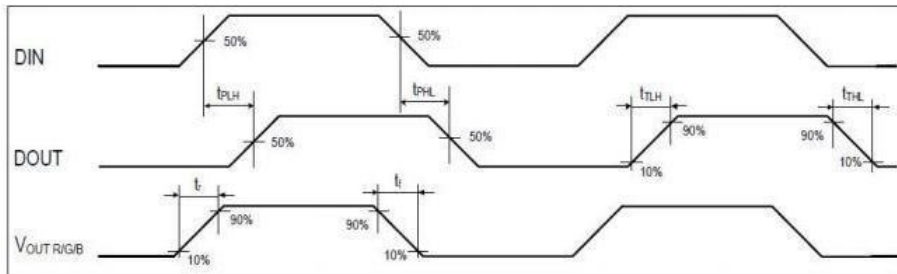 DIN 50% 50%
tPLH tPHL tTLH tTHL
DOUT 50% 50% 90% 10% 90% 10%
tr tf
VOUT R/G/B 10% 90% 90% 10%